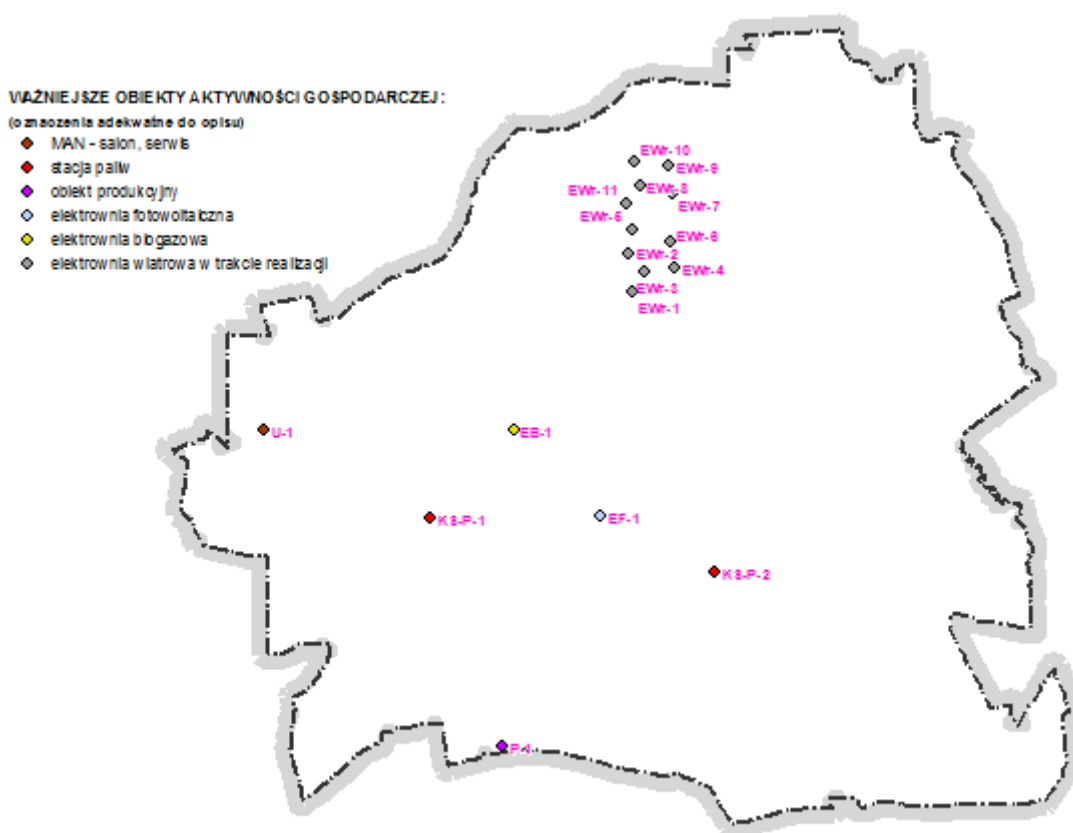 WAŻNIEJSZE OBIEKTY AKTYWNOŚCI GOSPODARCZEJ:
(oznaczenia adekwatne do opisu)
MAN - salon, serwis
stacja paliw
obiekt produkcyjny
elektrownia fotowoltaiczna
elektrownia biogazowa
elektrownia wiatrowa w trakcie realizacji
EWr-10
EWr-9
EWr-11
EWr-8
EWr-7
EWr-5
EWr-6
EWr-2
EWr-4
EWr-3
EWr-1
U-1
EB-1
KS-P-1
EF-1
KS-P-2
P-1